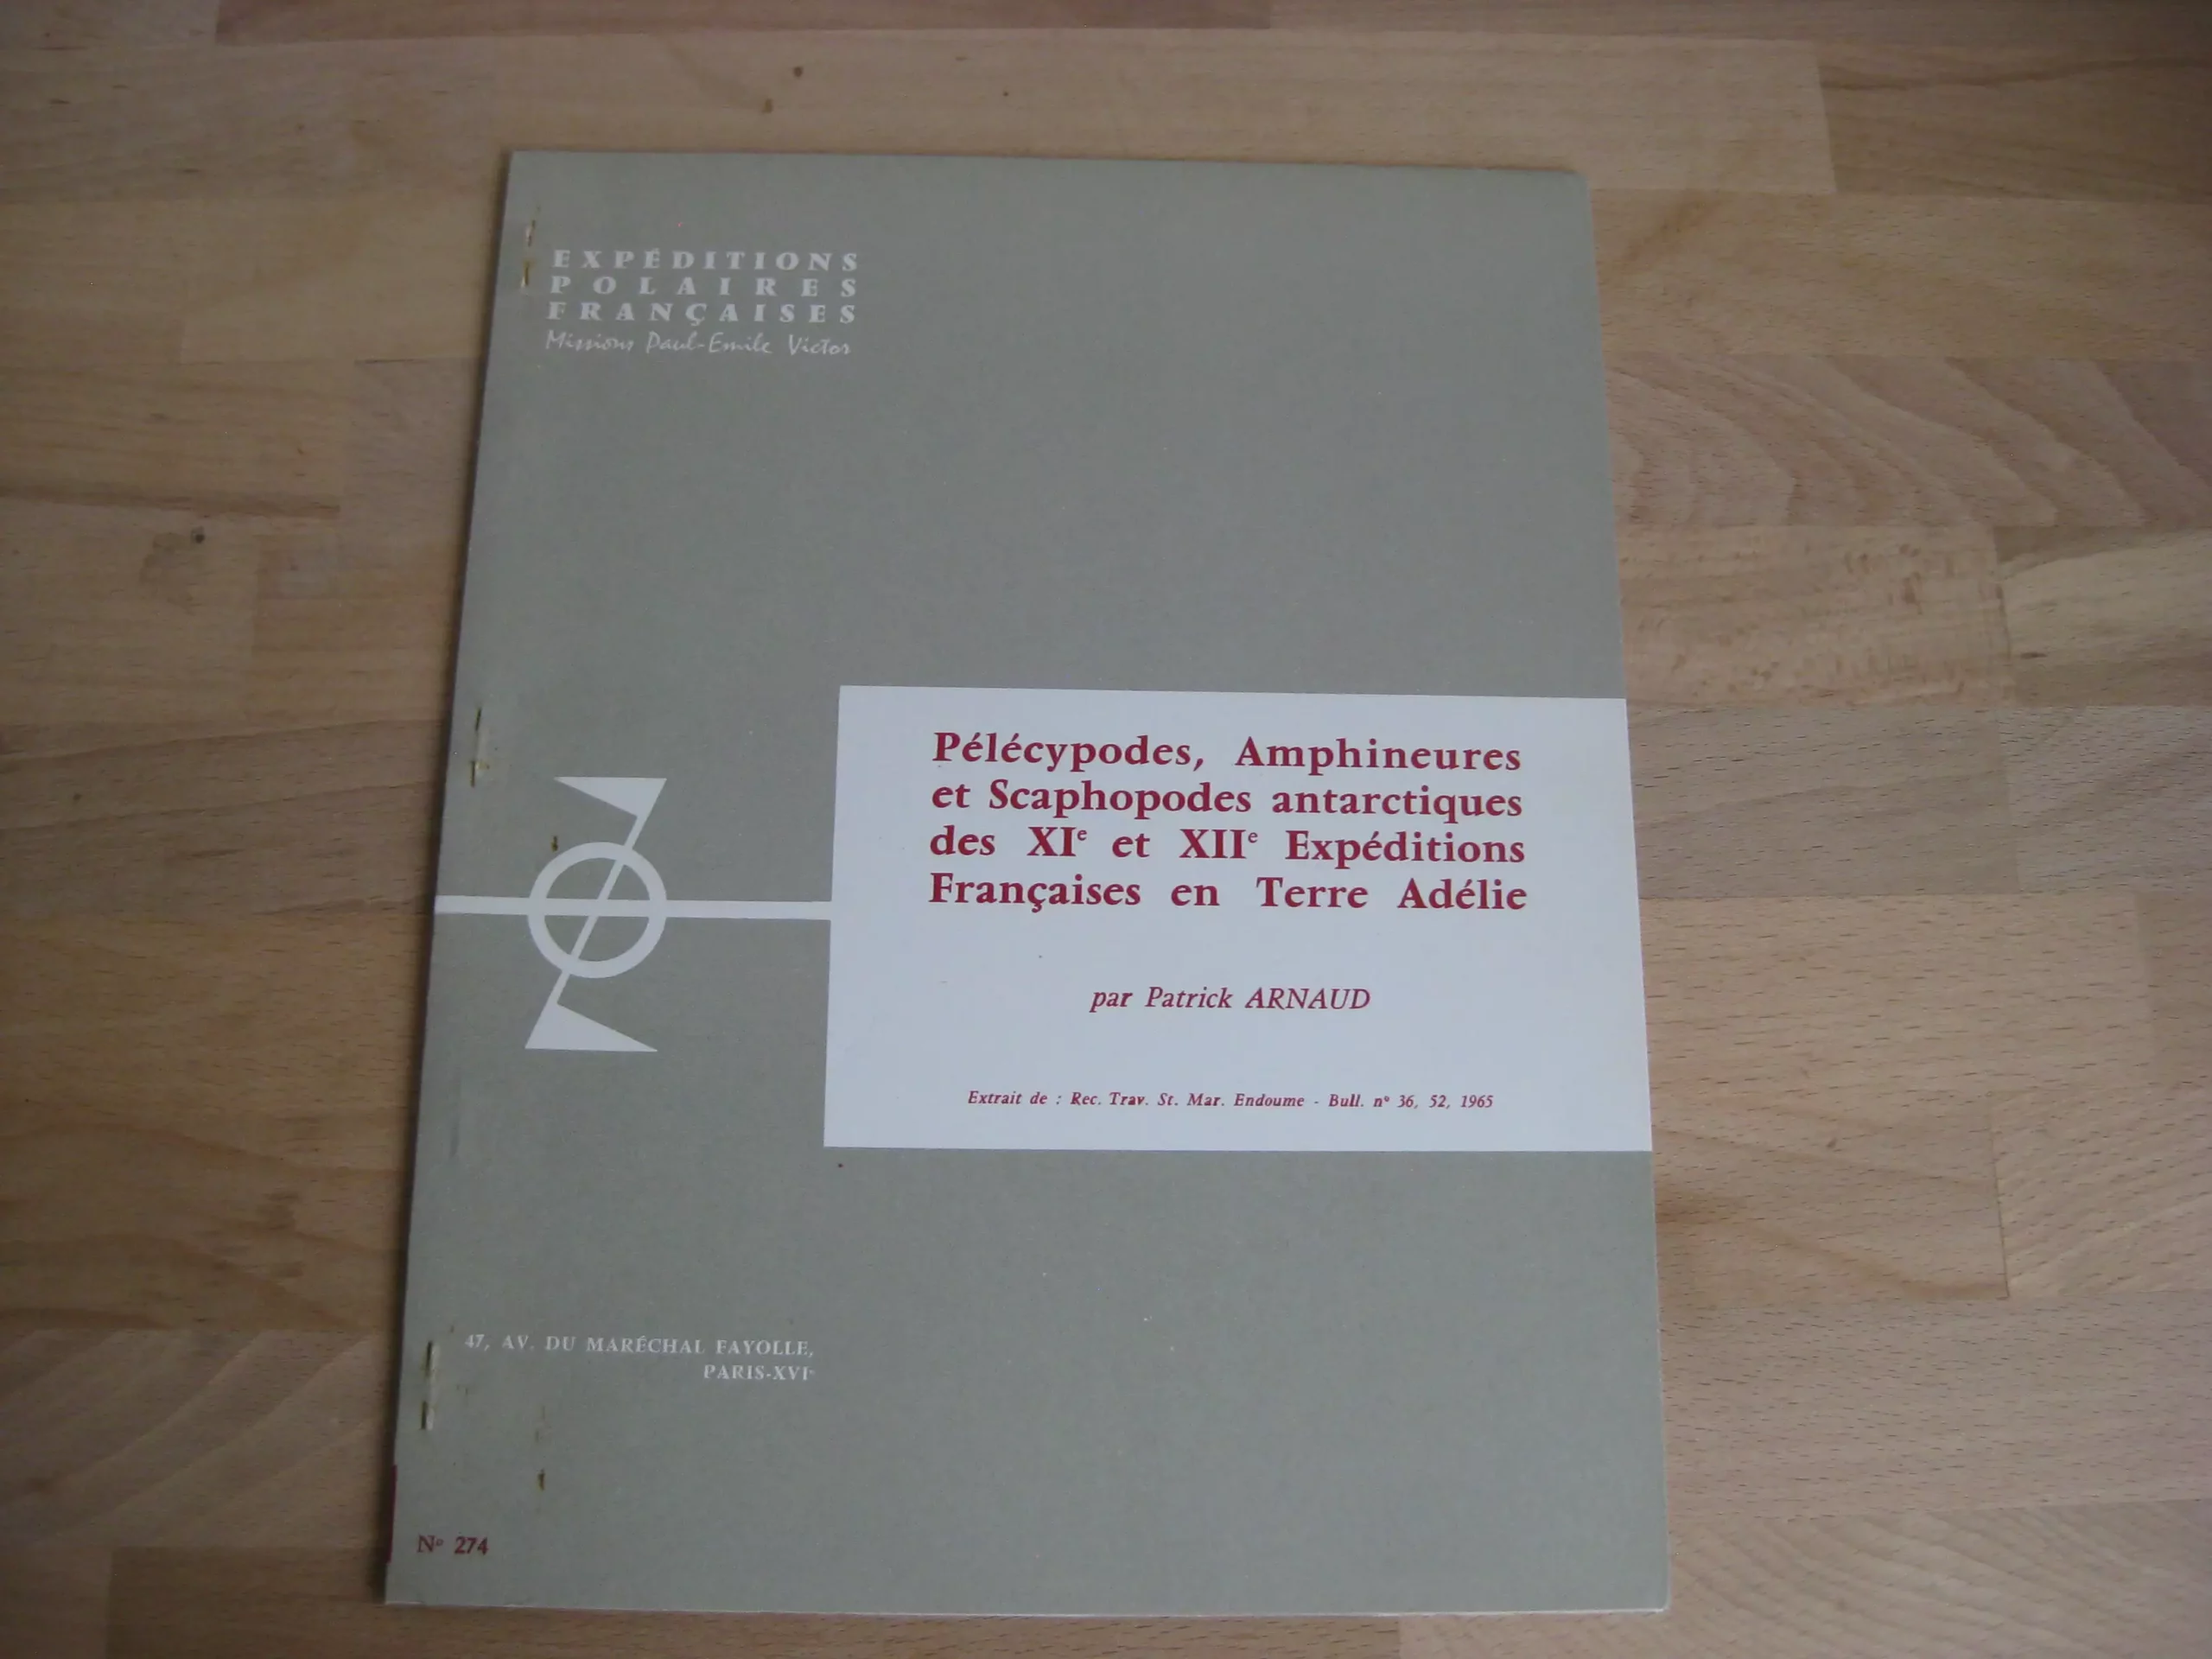 EXPÉDITIONS
POLAIRES
FRANÇAISES
Missions Paul-Emile Victor
Pélécypodes, Amphineures
et Scaphopodes antarctiques
des XIᵉ et XIIᵉ Expéditions
Françaises en Terre Adélie
par Patrick ARNAUD
Extrait de : Rec. Trav. St. Mar. Endoume - Bull. n° 36, 52, 1965
47, AV. DU MARÉCHAL FAYOLLE,
PARIS-XVIᵉ
N° 274